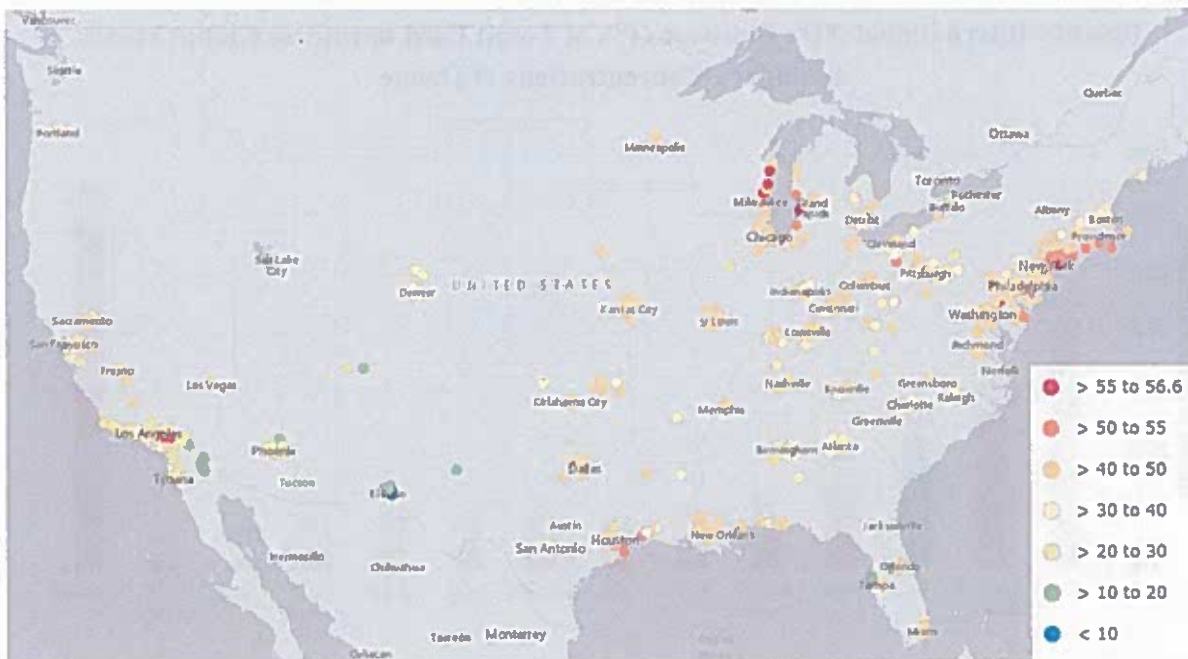 Vancouver
Seattle
Portland
Sacramento
San Francisco
Fresno
Las Vegas
Los Angeles
Tijuana
Phoenix
Tucson
Hermosillo
Chihuahua
El Paso
Salt Lake
City
Denver
UNITED STATES
Minneapolis
Kansas City
St Louis
Oklahoma City
Dallas
Austin
San Antonio
Houston
New Orleans
Torreón
Monterrey
Culiacan
Milwaukee
Grand
Rapids
Chicago
Detroit
Toronto
Rochester
Buffalo
Ottawa
Quebec
Albany
Boston
Providence
New York
Philadelphia
Cleveland
Pittsburgh
Columbus
Indianapolis
Cincinnati
Louisville
Washington
Richmond
Norfolk
Nashville
Knoxville
Greensboro
Raleigh
Charlotte
Greenville
Memphis
Birmingham
Atlanta
Jacksonville
Orlando
Tampa
Miami
> 55 to 56.6
> 50 to 55
> 40 to 50
> 30 to 40
> 20 to 30
> 10 to 20
< 10